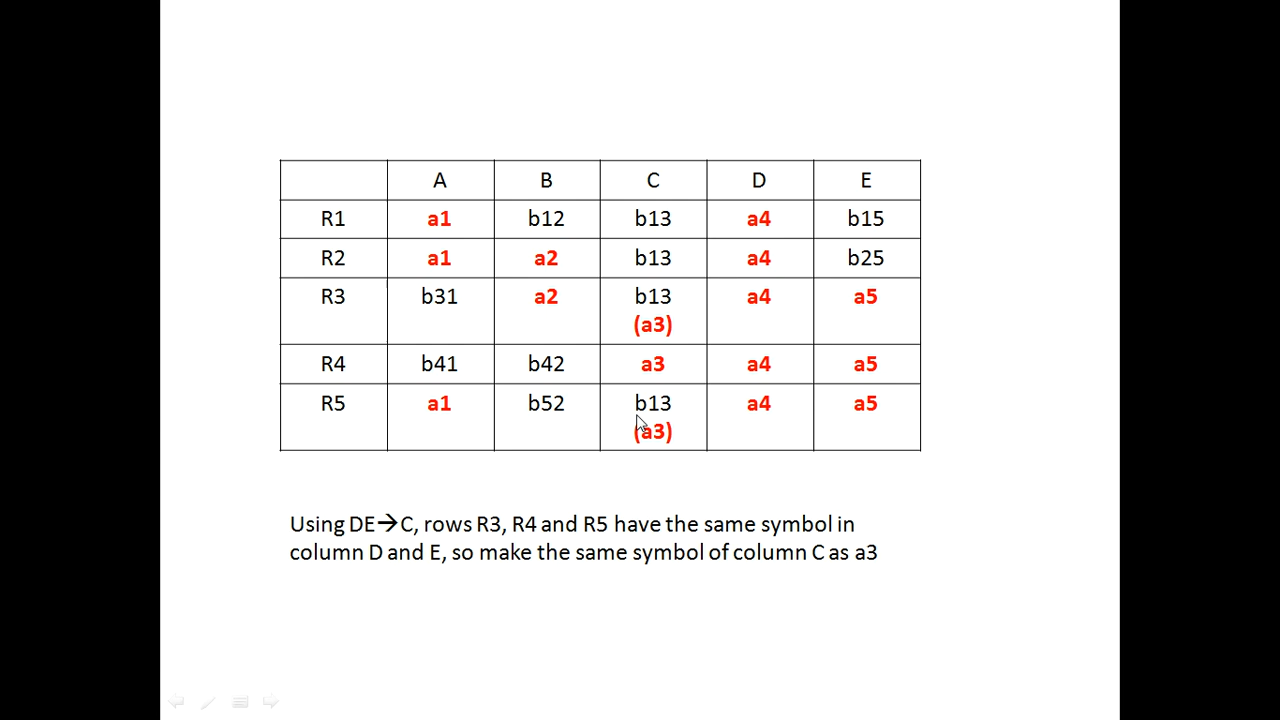 A B C D E
R1 a1 b12 b13 a4 b15
R2 a1 a2 b13 a4 b25
R3 b31 a2 b13 a4 a5
(a3)
R4 b41 b42 a3 a4 a5
R5 a1 b52 b13 a4 a5
(a3)
Using DE➔C, rows R3, R4 and R5 have the same symbol in
column D and E, so make the same symbol of column C as a3